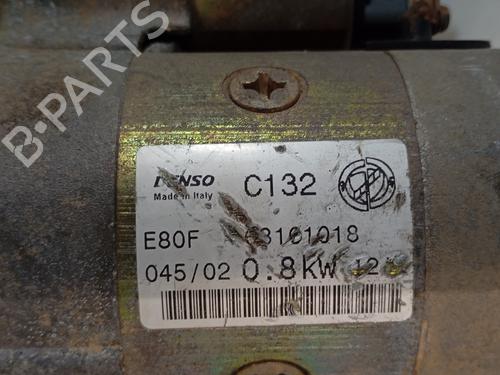 B-PARTS
DENSO C132
Made in Italy
E80F 63101018
045/02 0.8KW 12